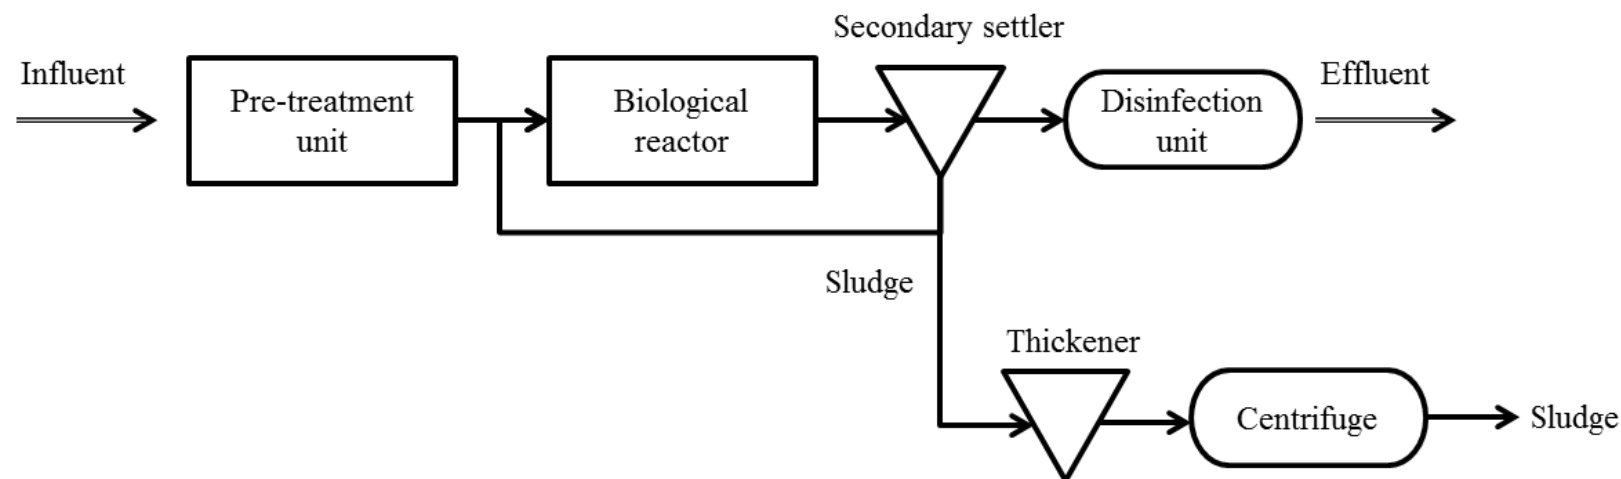 Secondary settler
Influent
Pre-treatment
unit
Biological
reactor
Disinfection
unit
Effluent
Sludge
Thickener
Centrifuge
Sludge